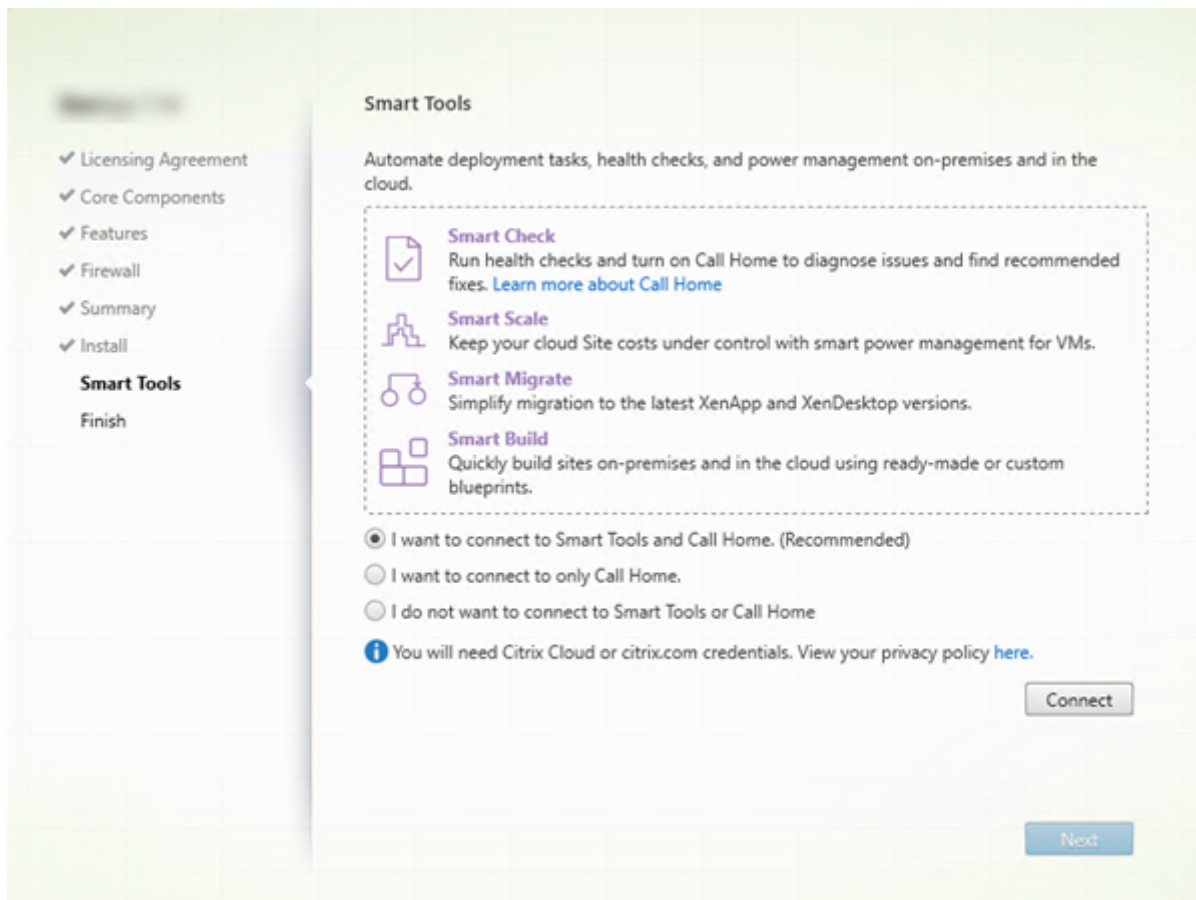 Licensing Agreement
Core Components
Features
Firewall
Summary
Install
Smart Tools
Finish
Smart Tools
Automate deployment tasks, health checks, and power management on-premises and in the
cloud.
Smart Check
Run health checks and turn on Call Home to diagnose issues and find recommended
fixes. Learn more about Call Home
Smart Scale
Keep your cloud Site costs under control with smart power management for VMs.
Smart Migrate
Simplify migration to the latest XenApp and XenDesktop versions.
Smart Build
Quickly build sites on-premises and in the cloud using ready-made or custom
blueprints.
I want to connect to Smart Tools and Call Home. (Recommended)
I want to connect to only Call Home.
I do not want to connect to Smart Tools or Call Home
You will need Citrix Cloud or citrix.com credentials. View your privacy policy here.
Connect
Next